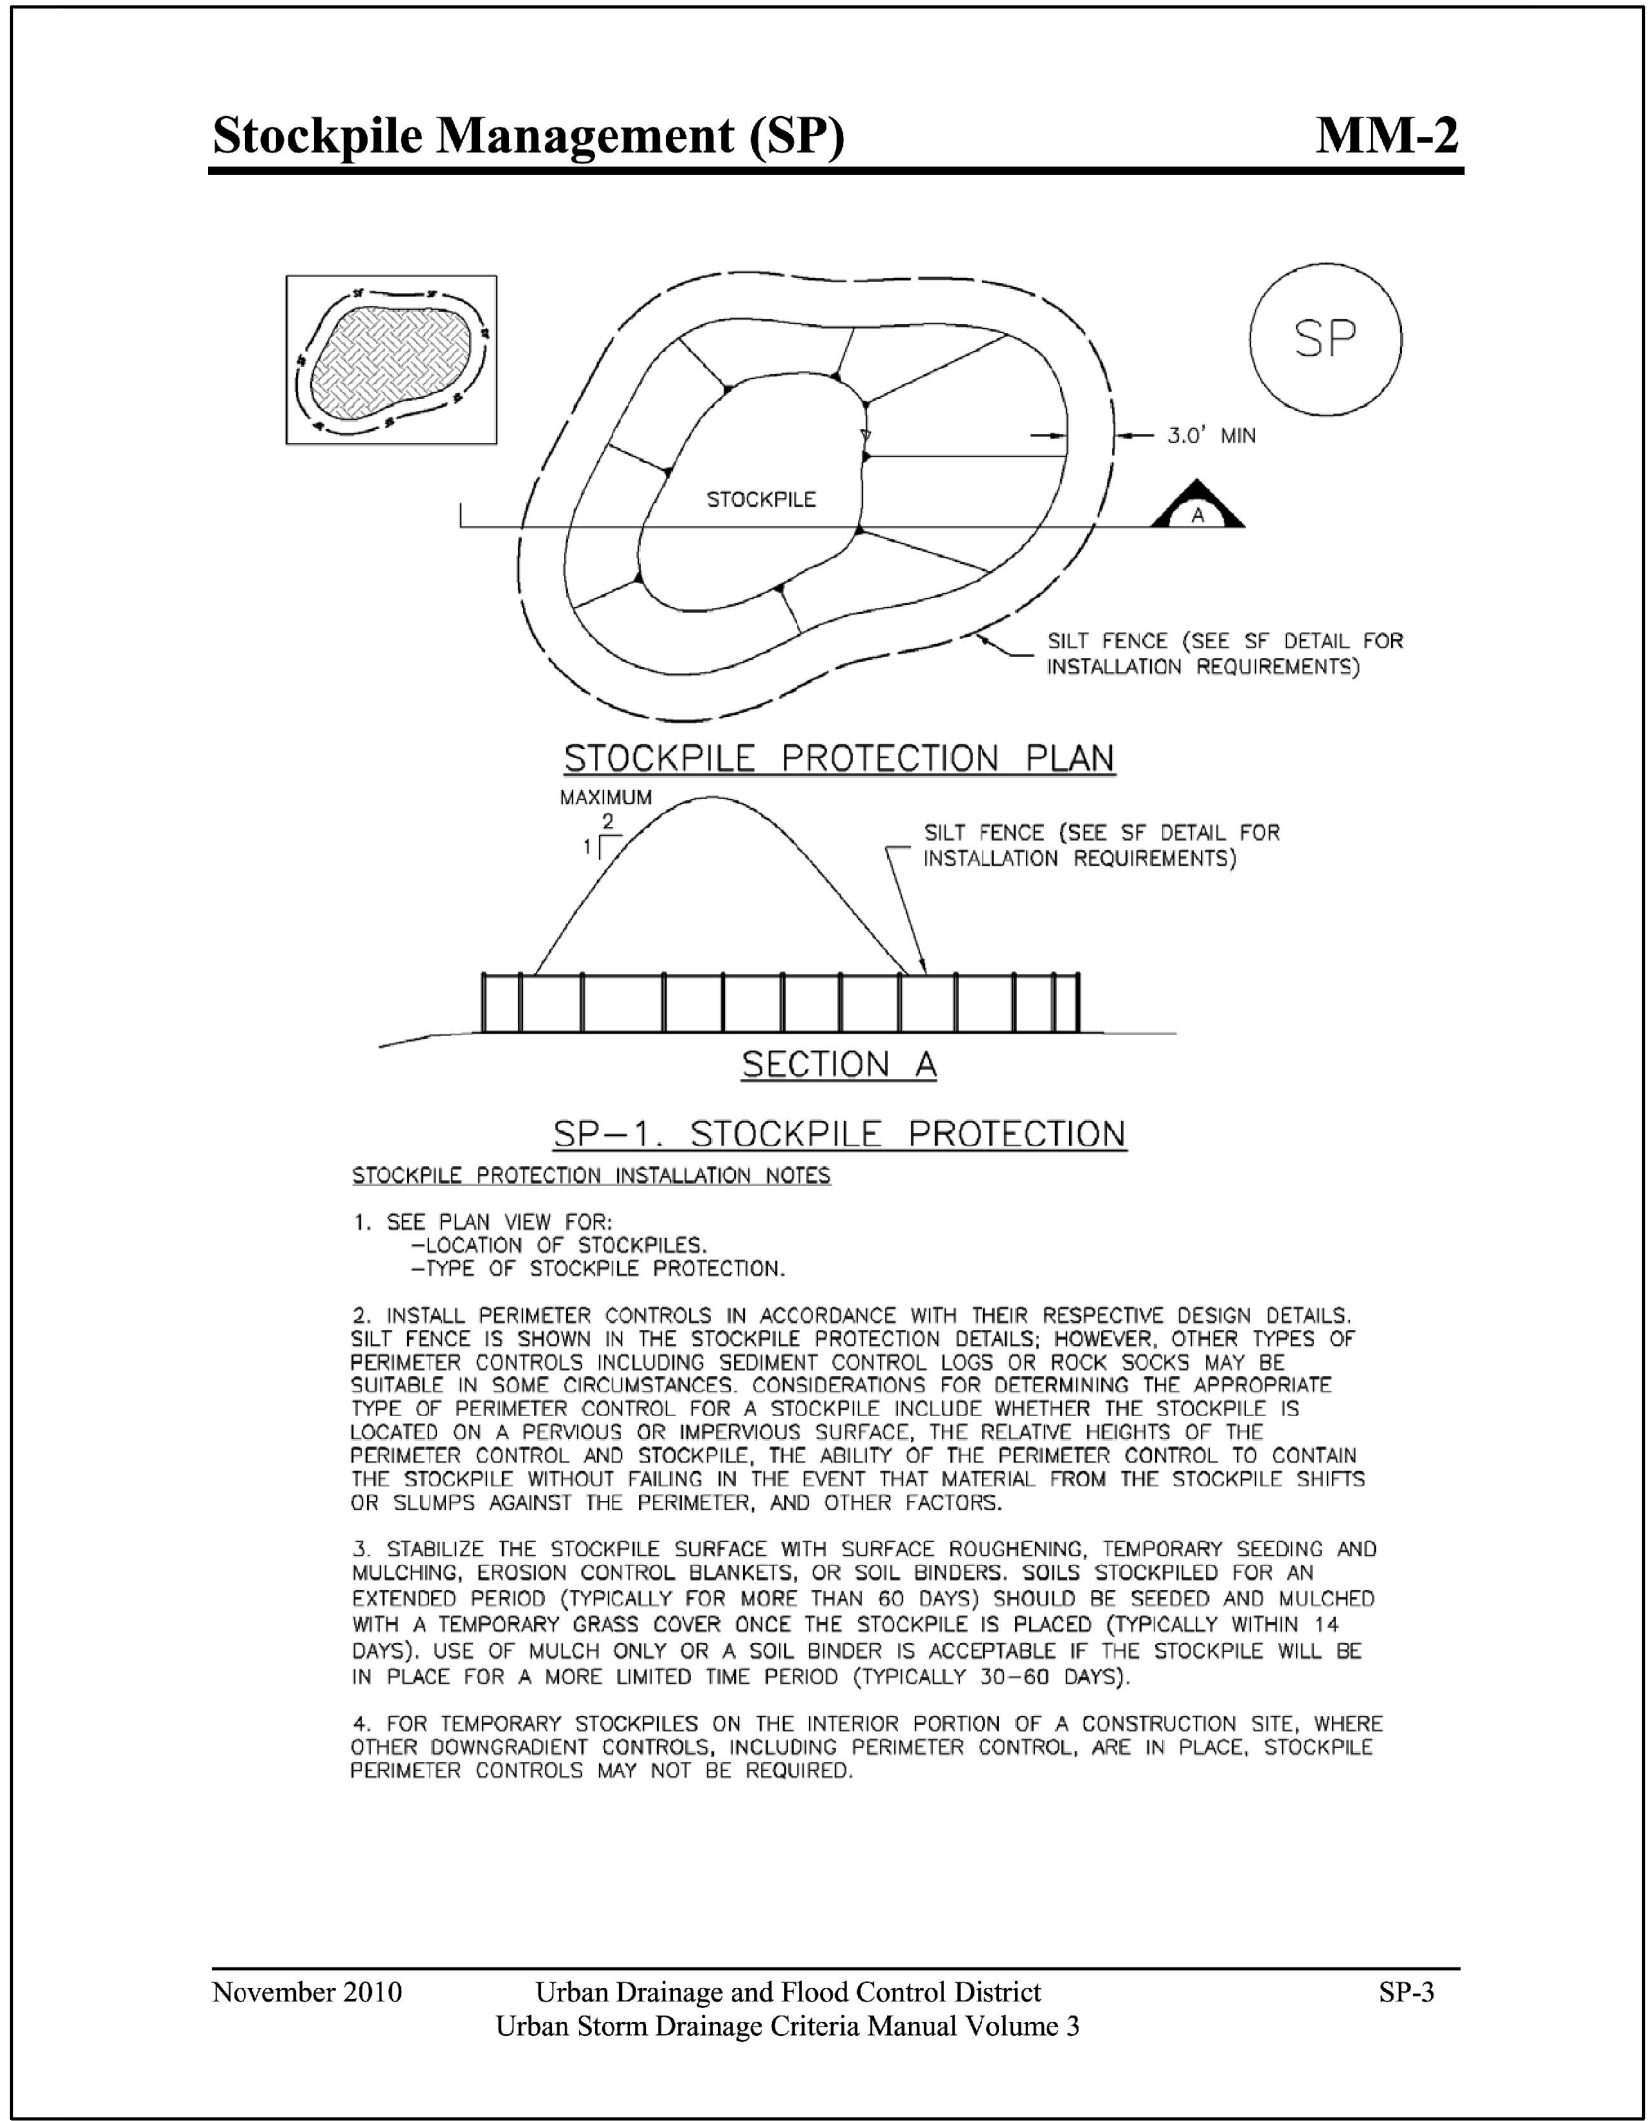 Stockpile Management (SP) MM-2
SF SF
SF
SF
SF
SF
SF
SP
3.0' MIN
STOCKPILE
A
SILT FENCE (SEE SF DETAIL FOR
INSTALLATION REQUIREMENTS)
STOCKPILE PROTECTION PLAN
MAXIMUM
2
1
SILT FENCE (SEE SF DETAIL FOR
INSTALLATION REQUIREMENTS)
SECTION A
SP-1. STOCKPILE PROTECTION
STOCKPILE PROTECTION INSTALLATION NOTES
1. SEE PLAN VIEW FOR:
-LOCATION OF STOCKPILES.
-TYPE OF STOCKPILE PROTECTION.
2. INSTALL PERIMETER CONTROLS IN ACCORDANCE WITH THEIR RESPECTIVE DESIGN DETAILS.
SILT FENCE IS SHOWN IN THE STOCKPILE PROTECTION DETAILS; HOWEVER, OTHER TYPES OF
PERIMETER CONTROLS INCLUDING SEDIMENT CONTROL LOGS OR ROCK SOCKS MAY BE
SUITABLE IN SOME CIRCUMSTANCES. CONSIDERATIONS FOR DETERMINING THE APPROPRIATE
TYPE OF PERIMETER CONTROL FOR A STOCKPILE INCLUDE WHETHER THE STOCKPILE IS
LOCATED ON A PERVIOUS OR IMPERVIOUS SURFACE, THE RELATIVE HEIGHTS OF THE
PERIMETER CONTROL AND STOCKPILE, THE ABILITY OF THE PERIMETER CONTROL TO CONTAIN
THE STOCKPILE WITHOUT FAILING IN THE EVENT THAT MATERIAL FROM THE STOCKPILE SHIFTS
OR SLUMPS AGAINST THE PERIMETER, AND OTHER FACTORS.
3. STABILIZE THE STOCKPILE SURFACE WITH SURFACE ROUGHENING, TEMPORARY SEEDING AND
MULCHING, EROSION CONTROL BLANKETS, OR SOIL BINDERS. SOILS STOCKPILED FOR AN
EXTENDED PERIOD (TYPICALLY FOR MORE THAN 60 DAYS) SHOULD BE SEEDED AND MULCHED
WITH A TEMPORARY GRASS COVER ONCE THE STOCKPILE IS PLACED (TYPICALLY WITHIN 14
DAYS). USE OF MULCH ONLY OR A SOIL BINDER IS ACCEPTABLE IF THE STOCKPILE WILL BE
IN PLACE FOR A MORE LIMITED TIME PERIOD (TYPICALLY 30-60 DAYS).
4. FOR TEMPORARY STOCKPILES ON THE INTERIOR PORTION OF A CONSTRUCTION SITE, WHERE
OTHER DOWNGRADIENT CONTROLS, INCLUDING PERIMETER CONTROL, ARE IN PLACE, STOCKPILE
PERIMETER CONTROLS MAY NOT BE REQUIRED.
November 2010 Urban Drainage and Flood Control District SP-3
Urban Storm Drainage Criteria Manual Volume 3